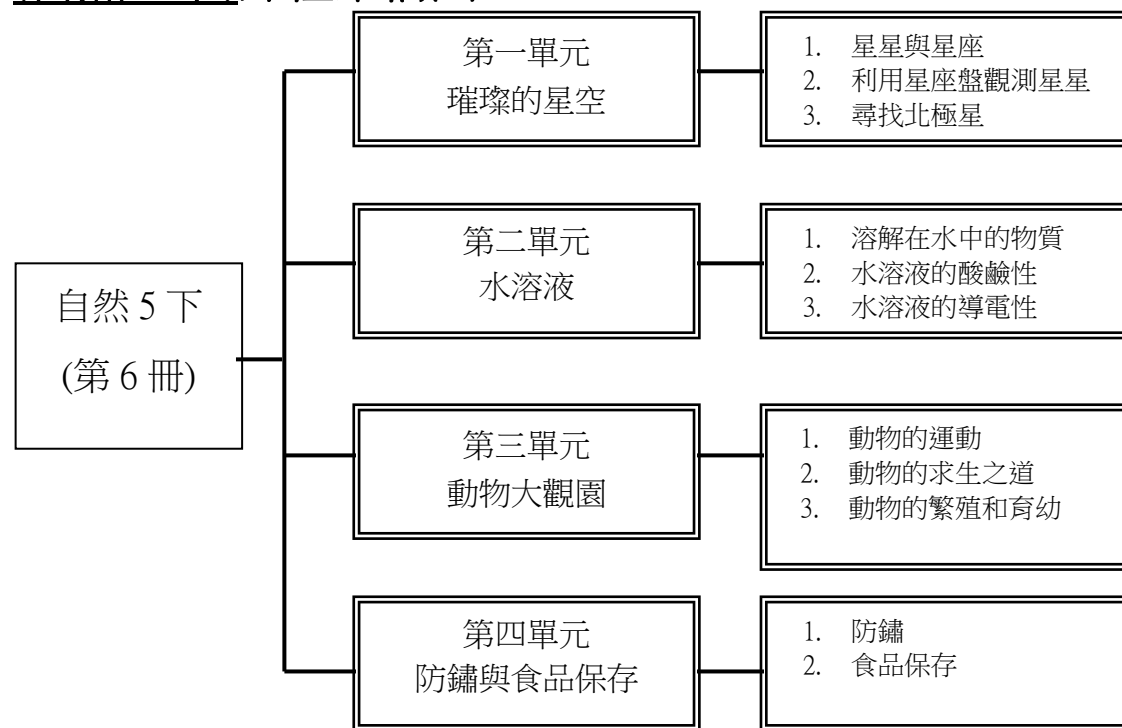 自然 5 下
(第 6 冊)
第一單元
璀璨的星空
1. 星星與星座
2. 利用星座盤觀測星星
3. 尋找北極星
第二單元
水溶液
1. 溶解在水中的物質
2. 水溶液的酸鹼性
3. 水溶液的導電性
第三單元
動物大觀園
1. 動物的運動
2. 動物的求生之道
3. 動物的繁殖和育幼
第四單元
防鏽與食品保存
1. 防鏽
2. 食品保存